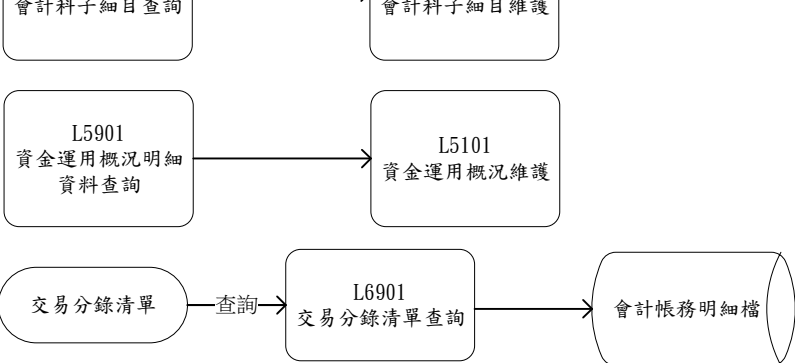 會計科子細目查詢
會計科子細目維護
L5901
資金運用概況明細
資料查詢
L5101
資金運用概況維護
交易分錄清單
查詢
L6901
交易分錄清單查詢
會計帳務明細檔